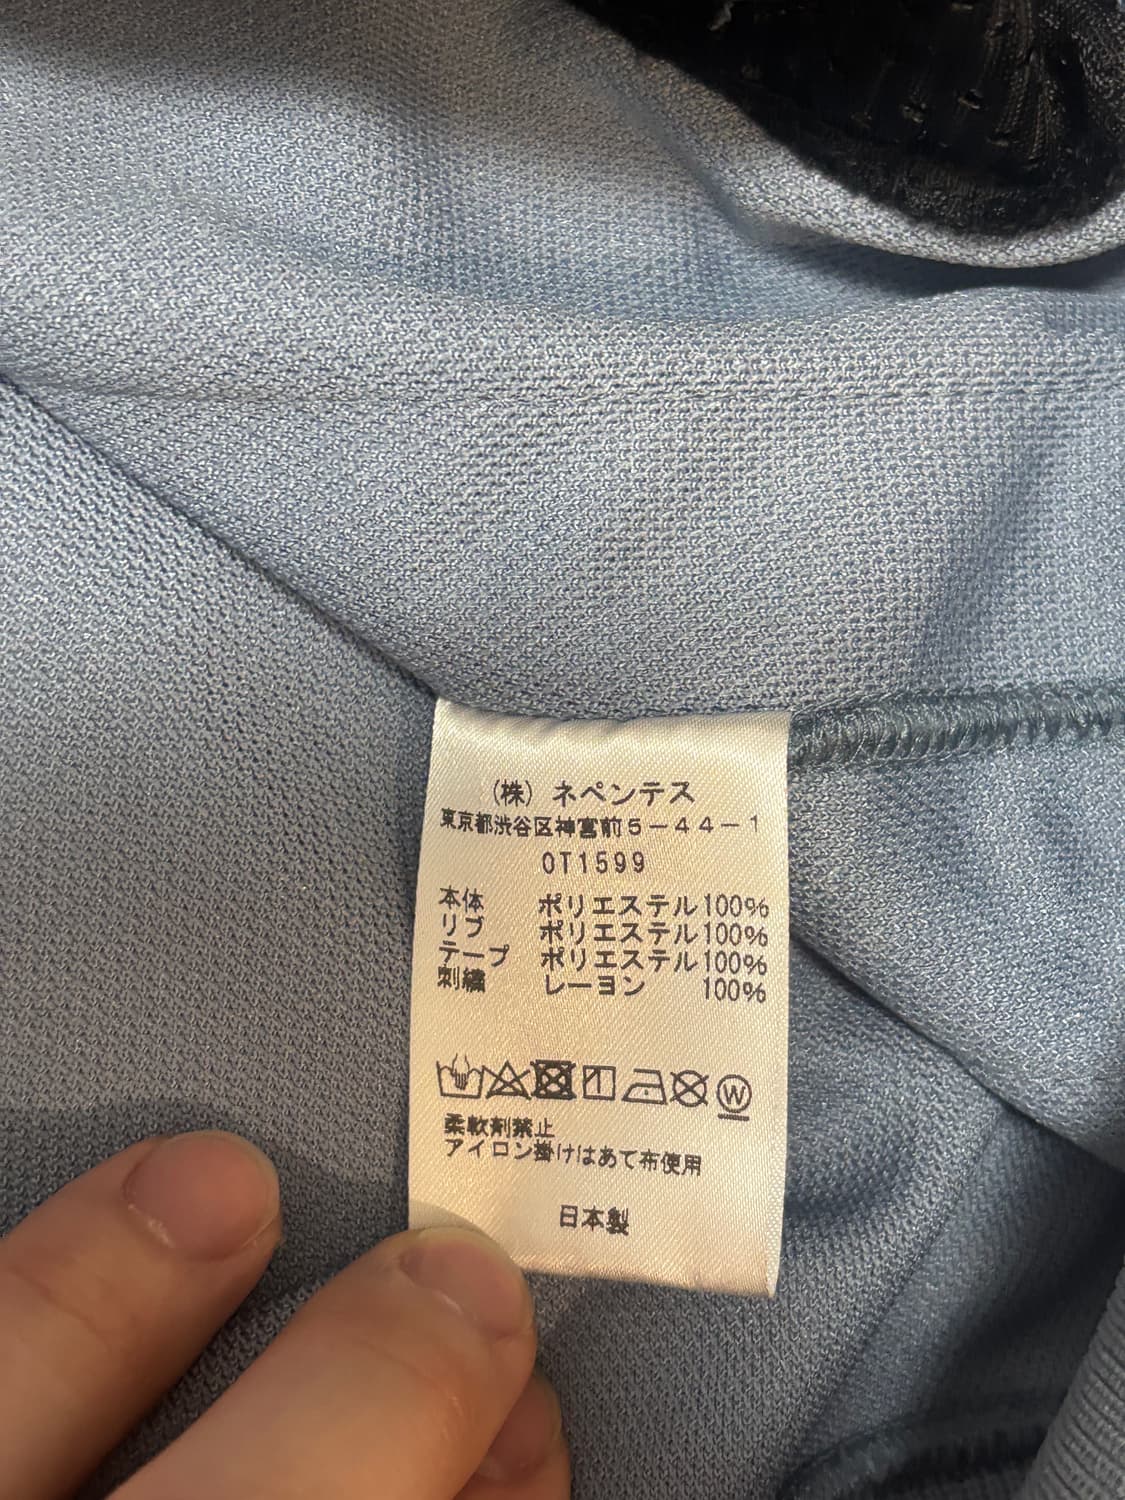 (株) ネペンテス
東京都渋谷区神宮前5-44-1
OT1599
本体 ポリエステル100%
リブ ポリエステル100%
テープ ポリエステル100%
刺繍 レーヨン 100%
W
柔軟剤禁止
アイロン掛けはあて布使用
日本製